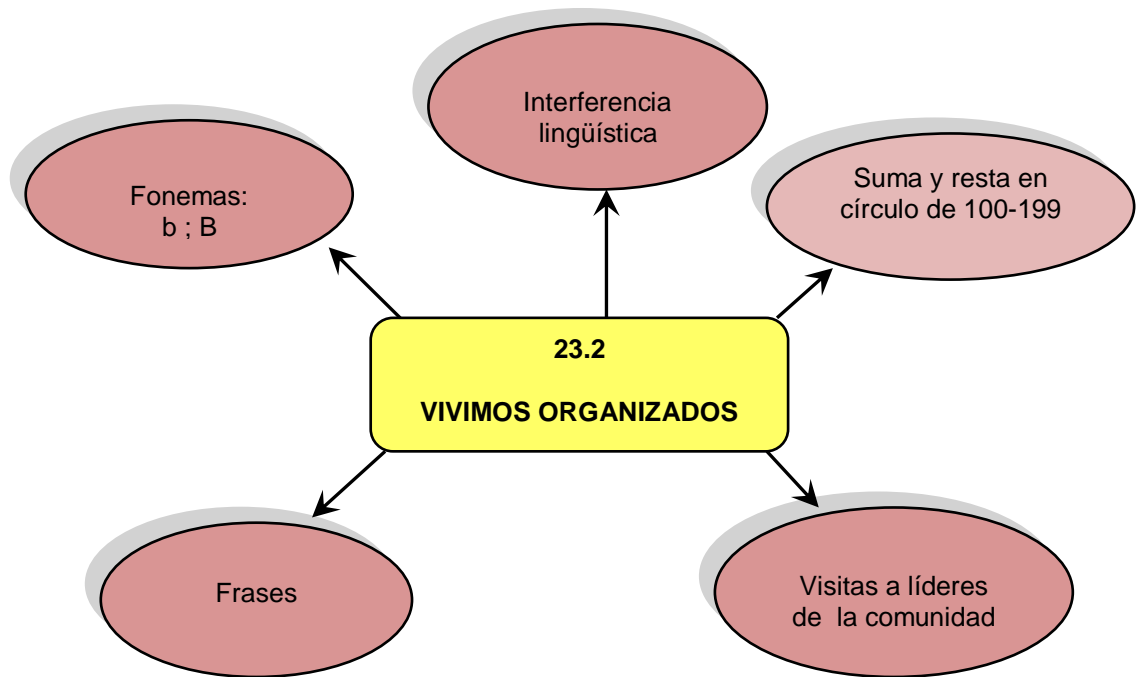 Interferencia
lingüística
Fonemas:
b ; B
Suma y resta en
círculo de 100-199
23.2
VIVIMOS ORGANIZADOS
Frases
Visitas a líderes
de la comunidad